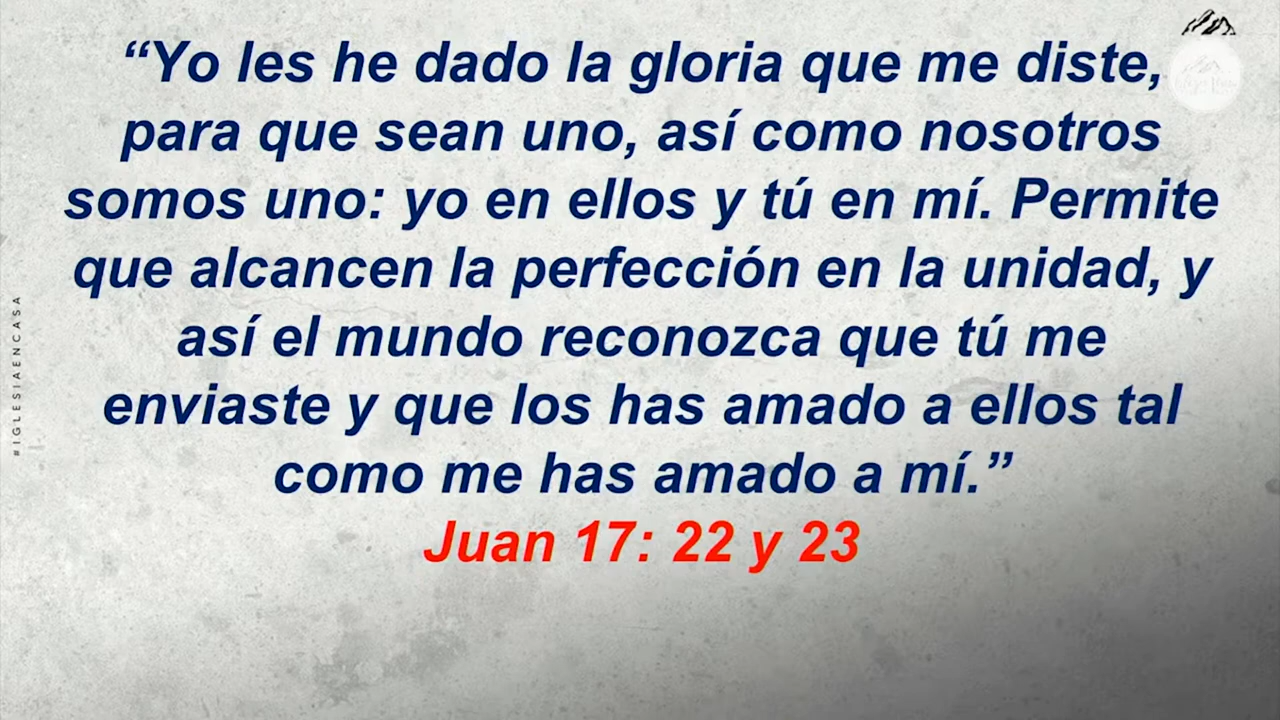 “Yo les he dado la gloria que me diste,
para que sean uno, así como nosotros
somos uno: yo en ellos y tú en mí. Permite
que alcancen la perfección en la unidad, y
así el mundo reconozca que tú me
enviaste y que los has amado a ellos tal
como me has amado a mí.”
Juan 17: 22 y 23
#IGLESIAENCASA